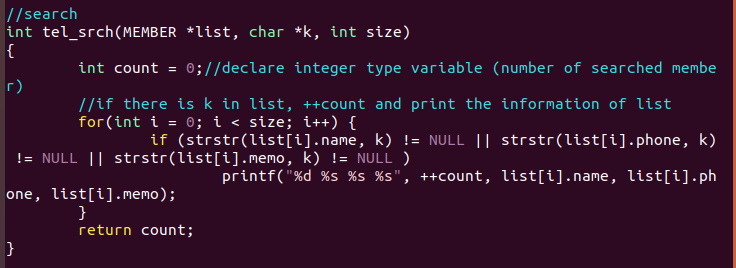 //search
int tel_srch(MEMBER *list, char *k, int size)
{
        int count = 0;//declare integer type variable (number of searched membe
r)
        //if there is k in list, ++count and print the information of list
        for(int i = 0; i < size; i++) {
                if (strstr(list[i].name, k) != NULL || strstr(list[i].phone, k)
 != NULL || strstr(list[i].memo, k) != NULL )
                        printf("%d %s %s %s", ++count, list[i].name, list[i].ph
one, list[i].memo);
        }
        return count;
}